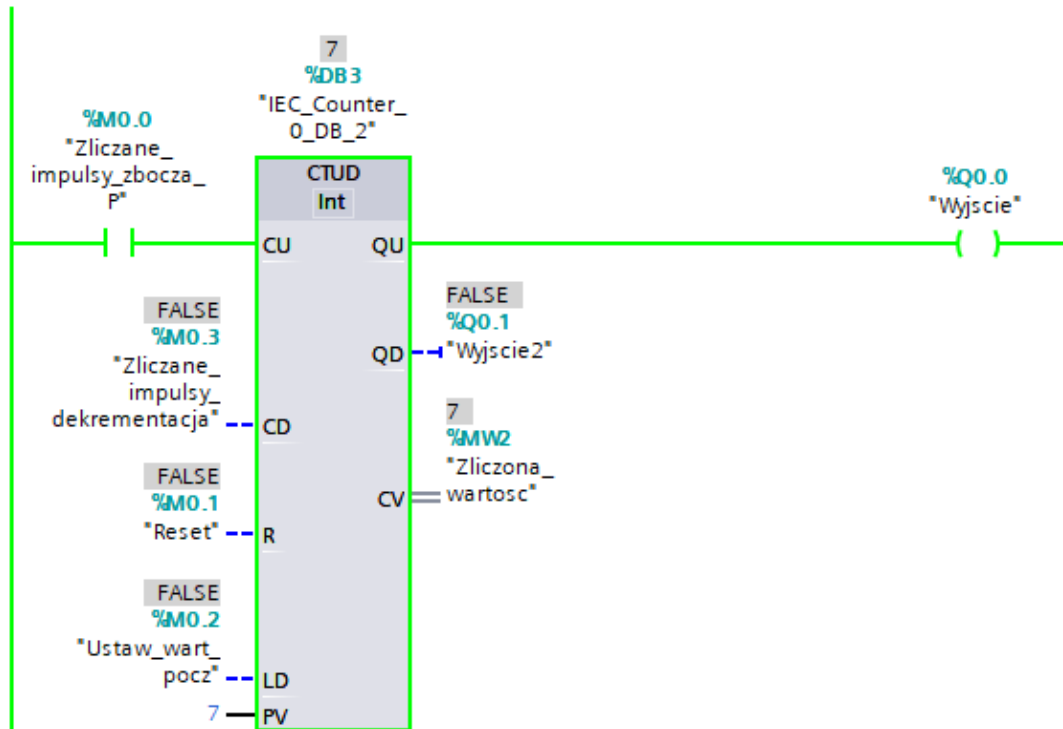 7
%DB3
"IEC_Counter_
0_DB_2"
%M0.0
"Zliczane_
impulsy_zbocza_
P"
CTUD
Int
%Q0.0
"Wyjscie"
CU
QU
FALSE
%M0.3
"Zliczane_
impulsy_
dekrementacja"
CD
FALSE
%Q0.1
"Wyjscie2"
QD
7
%MW2
"Zliczona_
wartosc"
CV
FALSE
%M0.1
"Reset"
R
FALSE
%M0.2
"Ustaw_wart_
pocz"
LD
7
PV